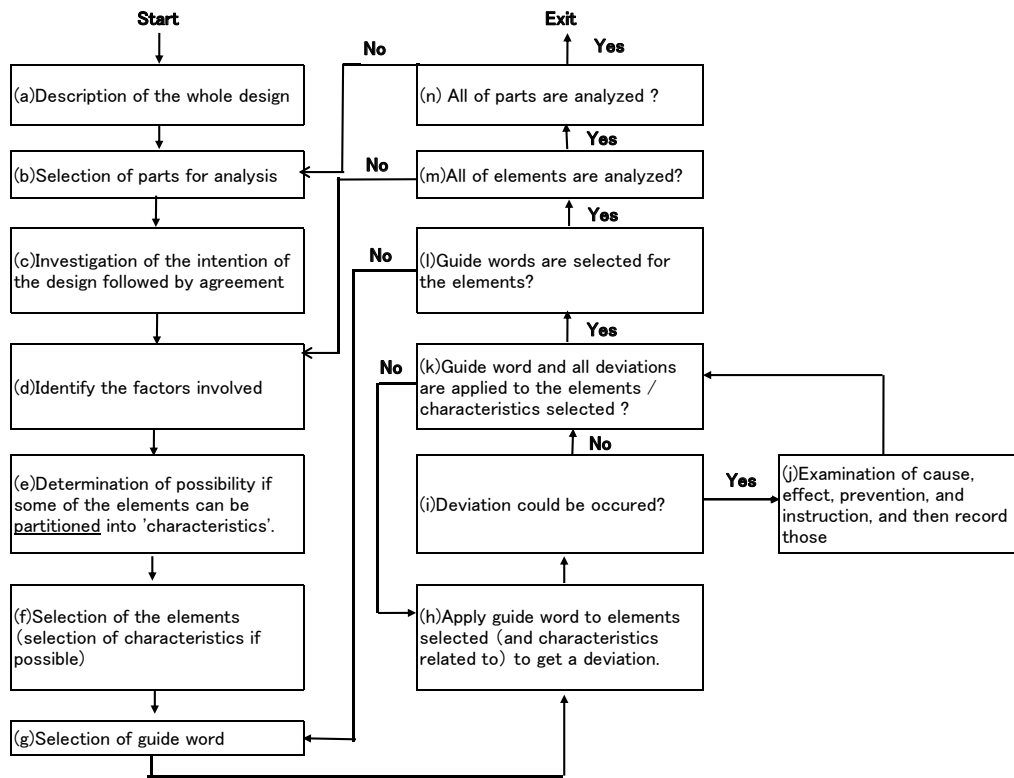 Start
(a)Description of the whole design
(b)Selection of parts for analysis
(c)Investigation of the intention of
the design followed by agreement
(d)Identify the factors involved
(e)Determination of possibility if
some of the elements can be
partitioned into 'characteristics'.
(f)Selection of the elements
(selection of characteristics if
possible)
(g)Selection of guide word
Exit
Yes
No
(n) All of parts are analyzed ?
Yes
No
(m)All of elements are analyzed?
Yes
No
(l)Guide words are selected for
the elements?
Yes
No
(k)Guide word and all deviations
are applied to the elements /
characteristics selected ?
No
(i)Deviation could be occured?
Yes
(j)Examination of cause,
effect, prevention, and
instruction, and then record
those
(h)Apply guide word to elements
selected (and characteristics
related to) to get a deviation.